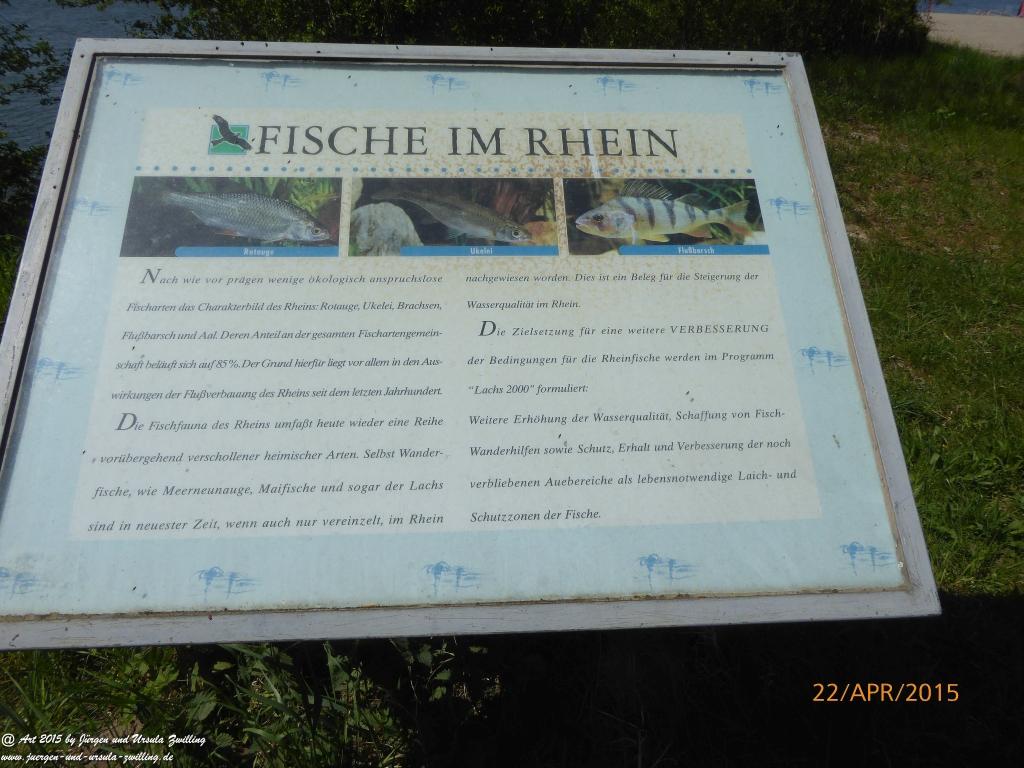 FISCHE IM RHEIN
Rotauge
Ukelei
Flußbarsch
Nach wie vor prägen wenige ökologisch anspruchslose
Fischarten das Charakterbild des Rheins: Rotauge, Ukelei, Brachsen,
Flußbarsch und Aal. Deren Anteil an der gesamten Fischartengemein-
schaft beläuft sich auf 85%. Der Grund hierfür liegt vor allem in den Aus-
wirkungen der Flußverbauung des Rheins seit dem letzten Jahrhundert.
Die Fischfauna des Rheins umfaßt heute wieder eine Reihe
vorübergehend verschollener heimischer Arten. Selbst Wander-
fische, wie Meerneunauge, Maifische und sogar der Lachs
sind in neuester Zeit, wenn auch nur vereinzelt, im Rhein
nachgewiesen worden. Dies ist ein Beleg für die Steigerung der
Wasserqualität im Rhein.
Die Zielsetzung für eine weitere VERBESSERUNG
der Bedingungen für die Rheinfische werden im Programm
"Lachs 2000" formuliert:
Weitere Erhöhung der Wasserqualität, Schaffung von Fisch-
Wanderhilfen sowie Schutz, Erhalt und Verbesserung der noch
verbliebenen Auebereiche als lebensnotwendige Laich- und
Schutzzonen der Fische.
22/APR/2015
@ Art 2015 by Jürgen und Ursula Zwilling
www.juergen-und-ursula-zwilling.de